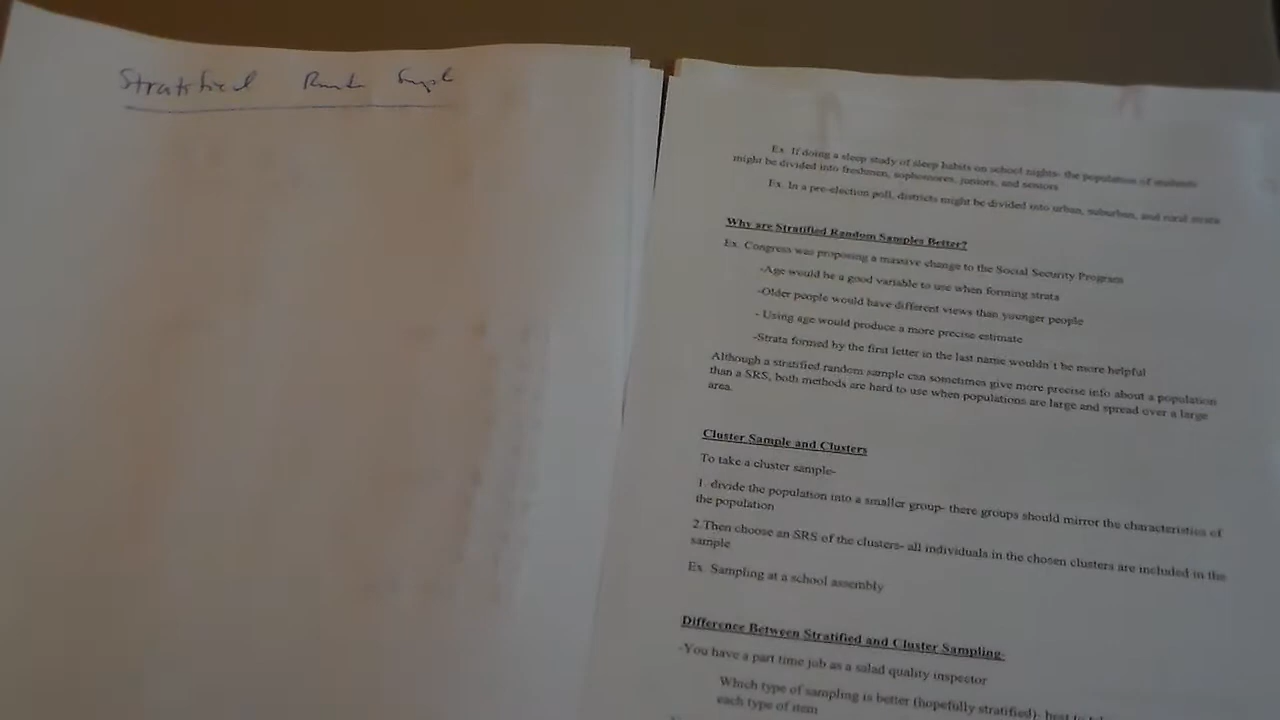 Stratified Random Sample
Ex. If doing a sleep study of sleep habits on school nights- the population of students
might be divided into freshmen, sophomores, juniors, and seniors
Ex. In a pre-election poll, districts might be divided into urban, suburban, and rural strata
Why are Stratified Random Samples Better?
Ex. Congress was proposing a massive change to the Social Security Program
-Age would be a good variable to use when forming strata
-Older people would have different views than younger people
- Using age would produce a more precise estimate
-Strata formed by the first letter in the last name wouldn't be more helpful
Although a stratified random sample can sometimes give more precise info about a population
than a SRS, both methods are hard to use when populations are large and spread over a large
area.
Cluster Sample and Clusters
To take a cluster sample-
1. divide the population into a smaller group- there groups should mirror the characteristics of
the population
2.Then choose an SRS of the clusters- all individuals in the chosen clusters are included in the
sample
Ex. Sampling at a school assembly
Difference Between Stratified and Cluster Sampling-
-You have a part time job as a salad quality inspector
Which type of sampling is better (hopefully stratified)- best to
each type of item